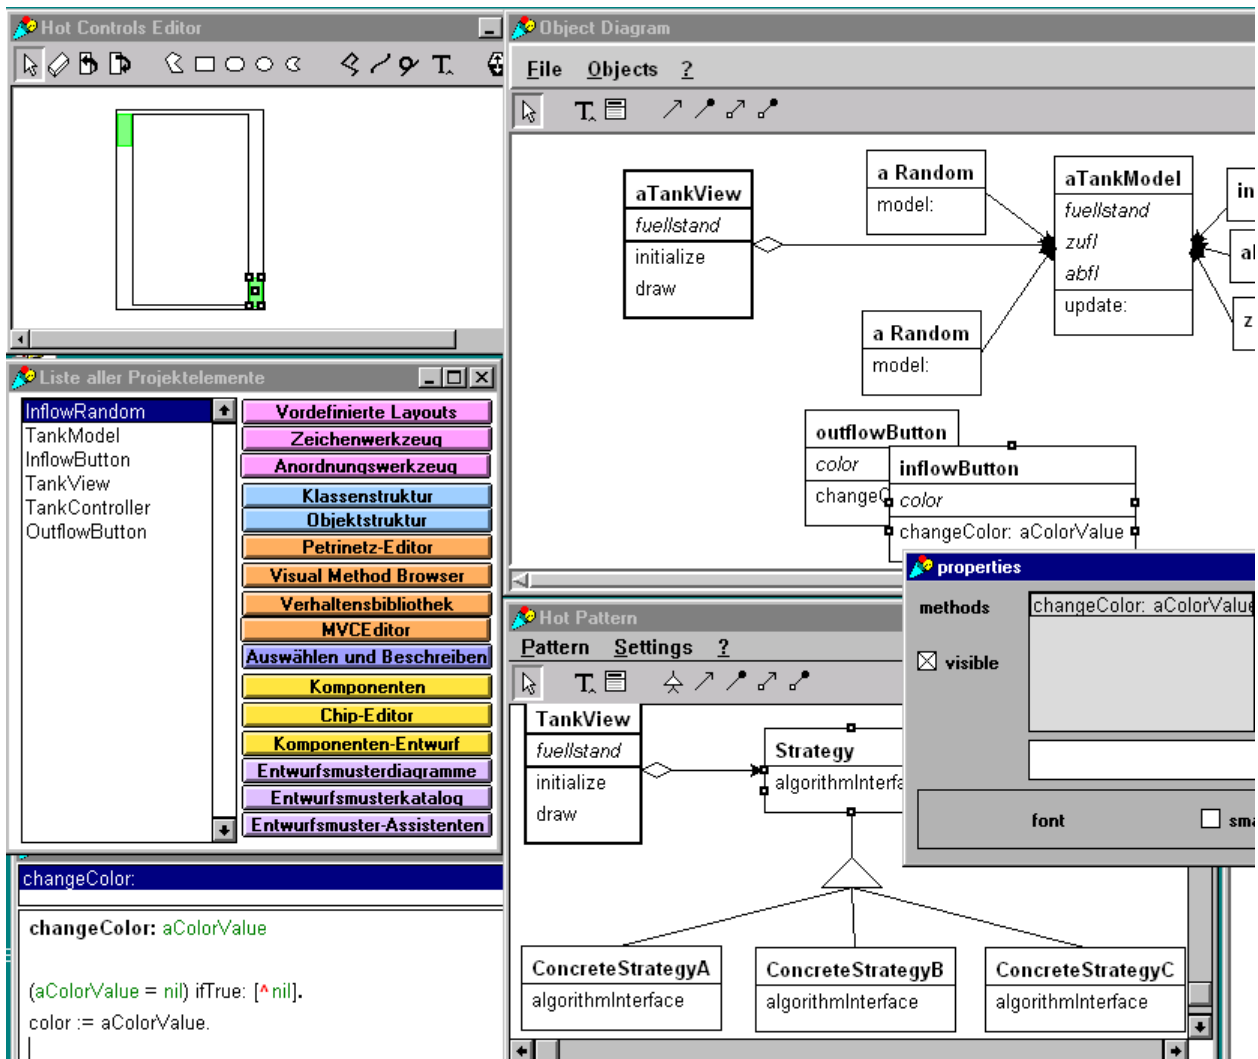 Hot Controls Editor
T
Liste aller Projektelemente
InflowRandom
TankModel
InflowButton
TankView
TankController
OutflowButton
Vordefinierte Layouts
Zeichenwerkzeug
Anordnungswerkzeug
Klassenstruktur
Objektstruktur
Petrinetz-Editor
Visual Method Browser
Verhaltensbibliothek
MVCEditor
Auswählen und Beschreiben
Komponenten
Chip-Editor
Komponenten-Entwurf
Entwurfsmusterdiagramme
Entwurfsmusterkatalog
Entwurfsmuster-Assistenten
changeColor:
changeColor: aColorValue
(aColorValue = nil) ifTrue: [^nil].
color := aColorValue.
Object Diagram
File Objects ?
T
aTankView
fuellstand
initialize
draw
a Random
model:
a Random
model:
aTankModel
fuellstand
zufl
abfl
update:
in
z
outflowButton
color
inflowButton
color
changeColor: aColorValue
properties
methods
changeColor: aColorValue
visible
font
Hot Pattern
Pattern Settings ?
T
TankView
fuellstand
initialize
draw
Strategy
ConcreteStrategyA
algorithmInterface
ConcreteStrategyB
algorithmInterface
ConcreteStrategyC
algorithmInterface